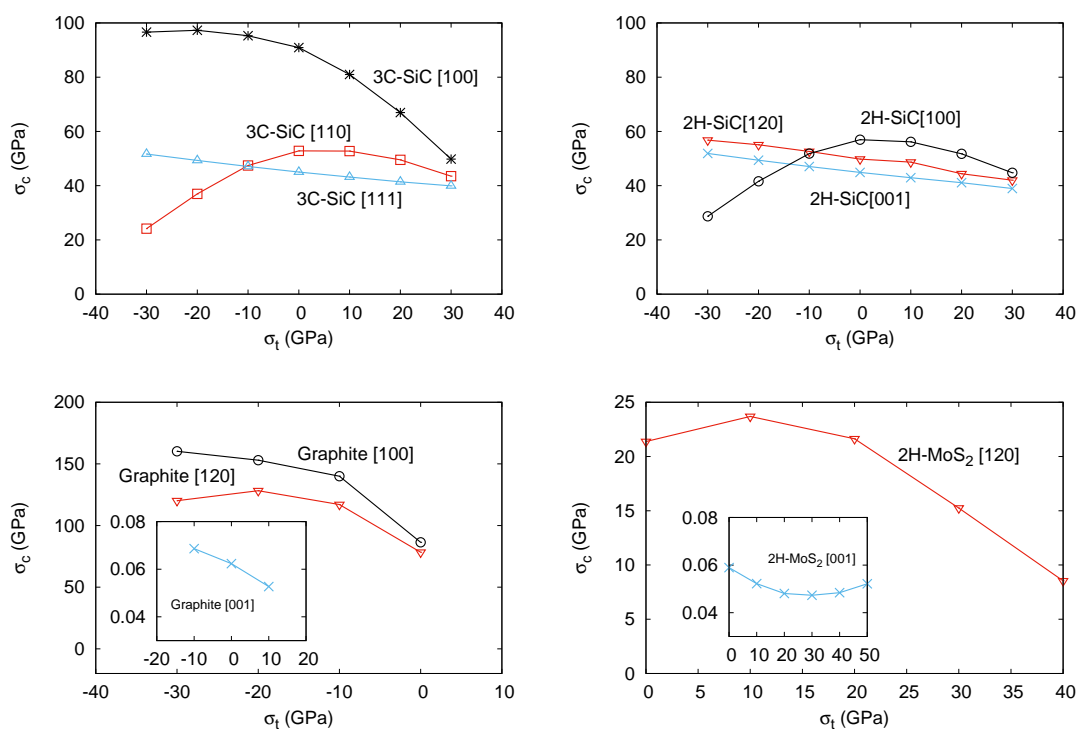 100
80
60
40
20
0
-40 -30 -20 -10 0 10 20 30 40
σc (GPa)
σt (GPa)
3C-SiC [100]
3C-SiC [110]
3C-SiC [111]
100
80
60
40
20
0
-40 -30 -20 -10 0 10 20 30 40
σc (GPa)
σt (GPa)
2H-SiC[120]
2H-SiC[100]
2H-SiC[001]
200
150
100
50
0
-40 -30 -20 -10 0 10
σc (GPa)
σt (GPa)
Graphite [100]
Graphite [120]
0.08
0.06
0.04
-20 -10 0 10 20
Graphite [001]
25
20
15
10
5
0
0 5 10 15 20 25 30 35 40
σc (GPa)
σt (GPa)
2H-MoS2 [120]
0.08
0.06
0.04
0 10 20 30 40 50
2H-MoS2 [001]